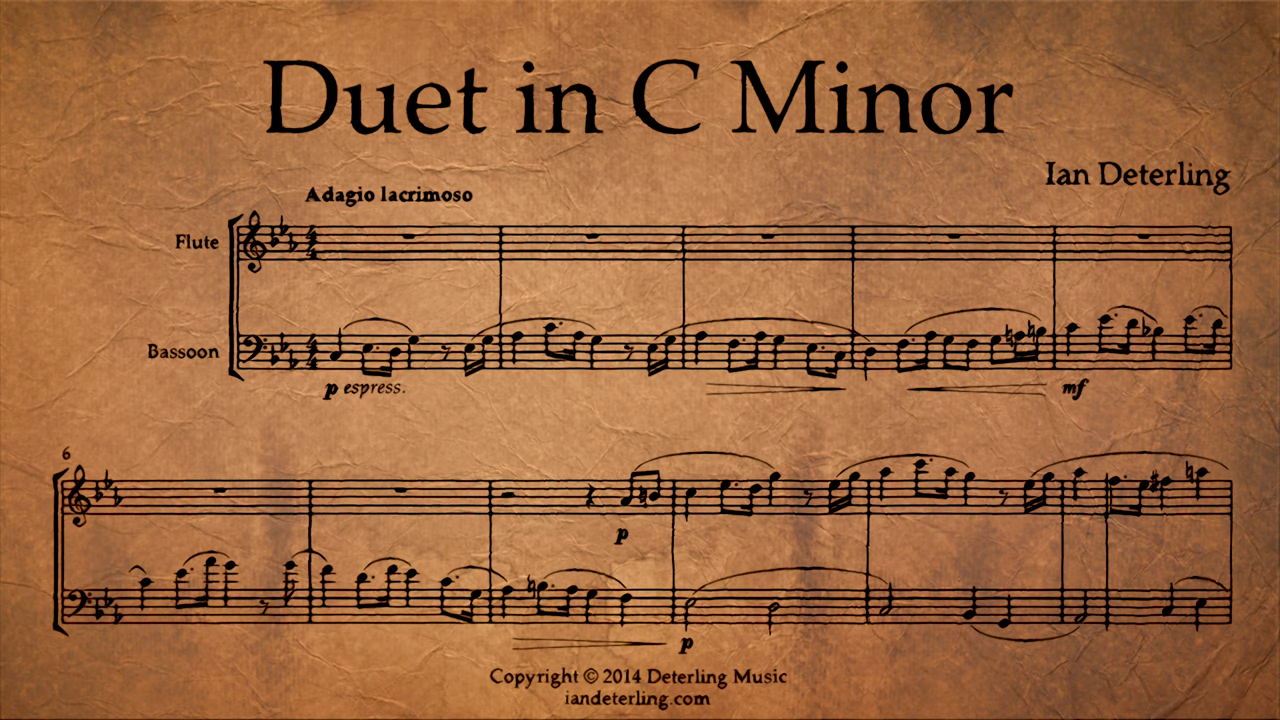 Duet in C Minor
Ian Deterling
Adagio lacrimoso
Flute
Bassoon
p espress.
mf
6
p
p
Copyright © 2014 Deterling Music
iandeterling.com